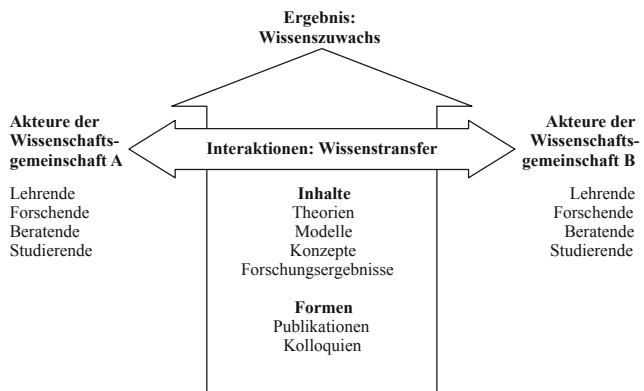 Ergebnis:
Wissenszuwachs
Akteure der
Wissenschafts-
gemeinschaft A
Lehrende
Forschende
Beratende
Studierende
Interaktionen: Wissenstransfer
Inhalte
Theorien
Modelle
Konzepte
Forschungsergebnisse
Formen
Publikationen
Kolloquien
Akteure der
Wissenschafts-
gemeinschaft B
Lehrende
Forschende
Beratende
Studierende